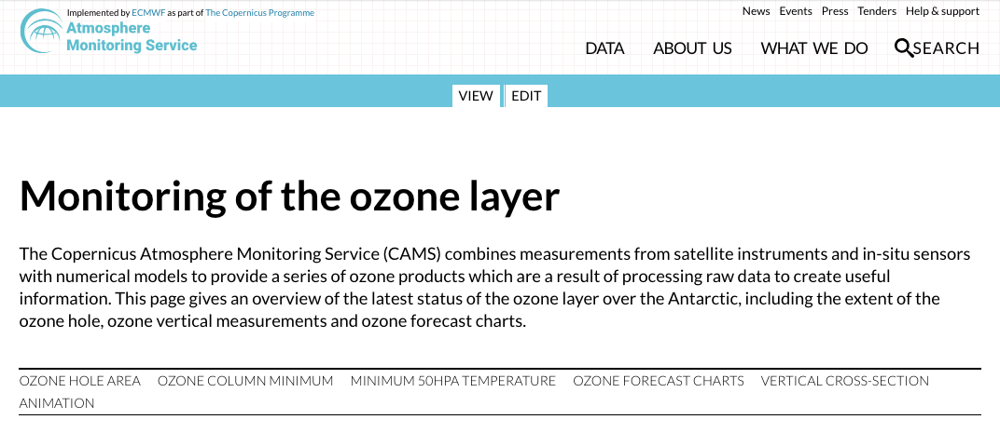 Implemented by ECMWF as part of The Copernicus Programme
Atmosphere
Monitoring Service
News Events Press Tenders Help & support
DATA ABOUT US WHAT WE DO SEARCH
VIEW EDIT
Monitoring of the ozone layer
The Copernicus Atmosphere Monitoring Service (CAMS) combines measurements from satellite instruments and in-situ sensors
with numerical models to provide a series of ozone products which are a result of processing raw data to create useful
information. This page gives an overview of the latest status of the ozone layer over the Antarctic, including the extent of the
ozone hole, ozone vertical measurements and ozone forecast charts.
OZONE HOLE AREA OZONE COLUMN MINIMUM MINIMUM 50HPA TEMPERATURE OZONE FORECAST CHARTS VERTICAL CROSS-SECTION
ANIMATION